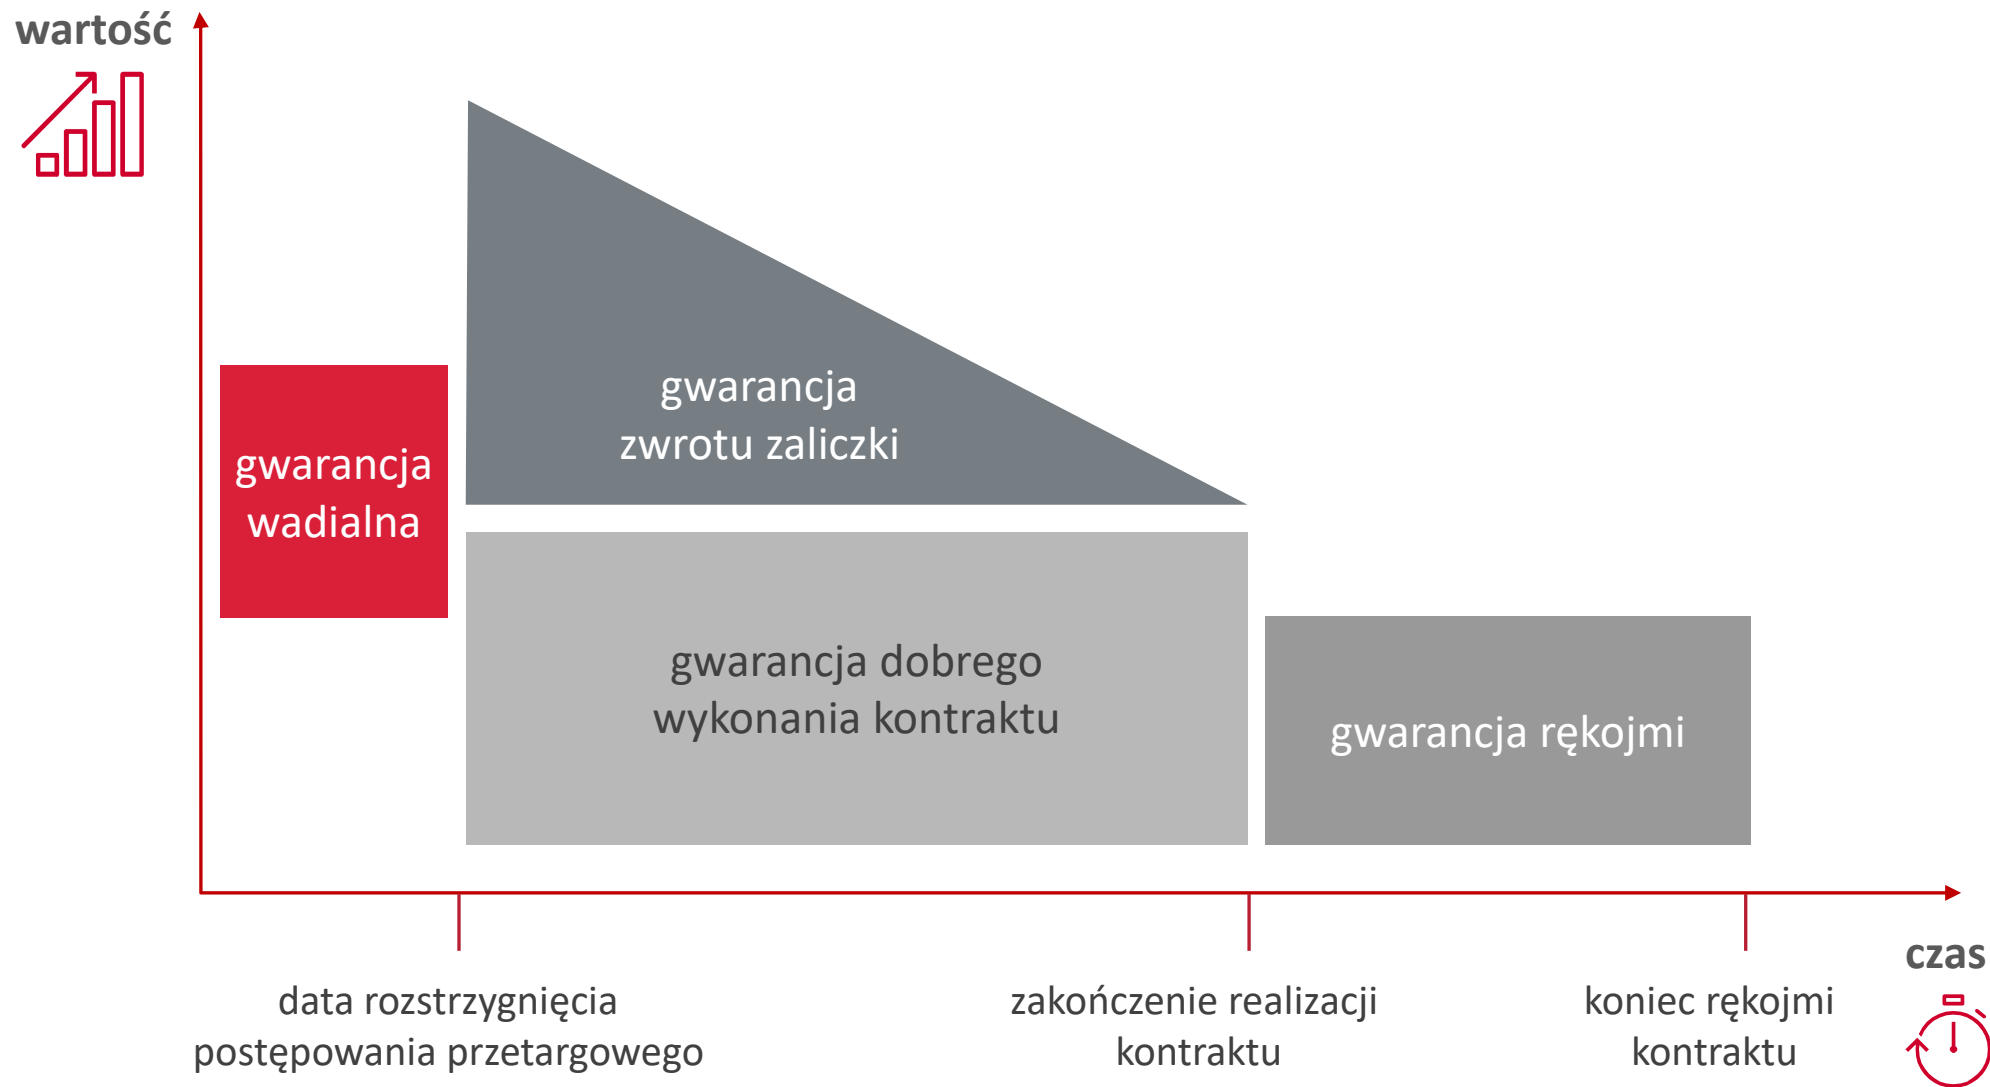 wartość
gwarancja
zwrotu zaliczki
gwarancja
wadialna
gwarancja dobrego
wykonania kontraktu
gwarancja rękojmi
czas
data rozstrzygnięcia
postępowania przetargowego
zakończenie realizacji
kontraktu
koniec rękojmi
kontraktu